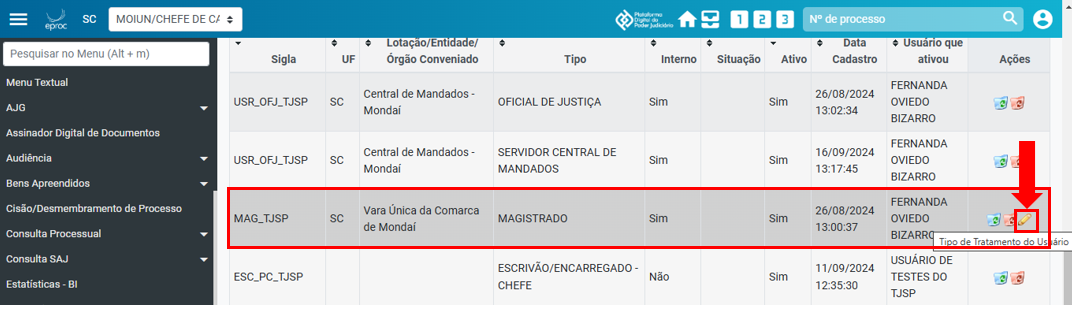 eproc SC MOIUN/CHEFE DE CA Plataforma Digital do Poder Judiciário 1 2 3 Nº de processo
Pesquisar no Menu (Alt + m)
Menu Textual
AJG
Assinador Digital de Documentos
Audiência
Bens Apreendidos
Cisão/Desmembramento de Processo
Consulta Processual
Consulta SAJ
Estatísticas - BI
Sigla UF Lotação/Entidade/ Tipo Interno Situação Ativo Data Usuário que Ações
Órgão Conveniado Cadastro ativou
USR_OFJ_TJSP SC Central de Mandados - OFICIAL DE JUSTIÇA Sim Sim 26/08/2024 FERNANDA
Mondaí 13:02:34 OVIEDO
BIZARRO
USR_OFJ_TJSP SC Central de Mandados - SERVIDOR CENTRAL DE Sim Sim 16/09/2024 FERNANDA
Mondaí MANDADOS 13:17:45 OVIEDO
BIZARRO
MAG_TJSP SC Vara Única da Comarca MAGISTRADO Sim Sim 26/08/2024 FERNANDA
de Mondaí 13:00:37 OVIEDO
BIZARRO
Tipo de Tratamento do Usuário
ESC_PC_TJSP ESCRIVÃO/ENCARREGADO - Não Sim 11/09/2024 USUÁRIO DE
CHEFE 12:35:30 TESTES DO
TJSP